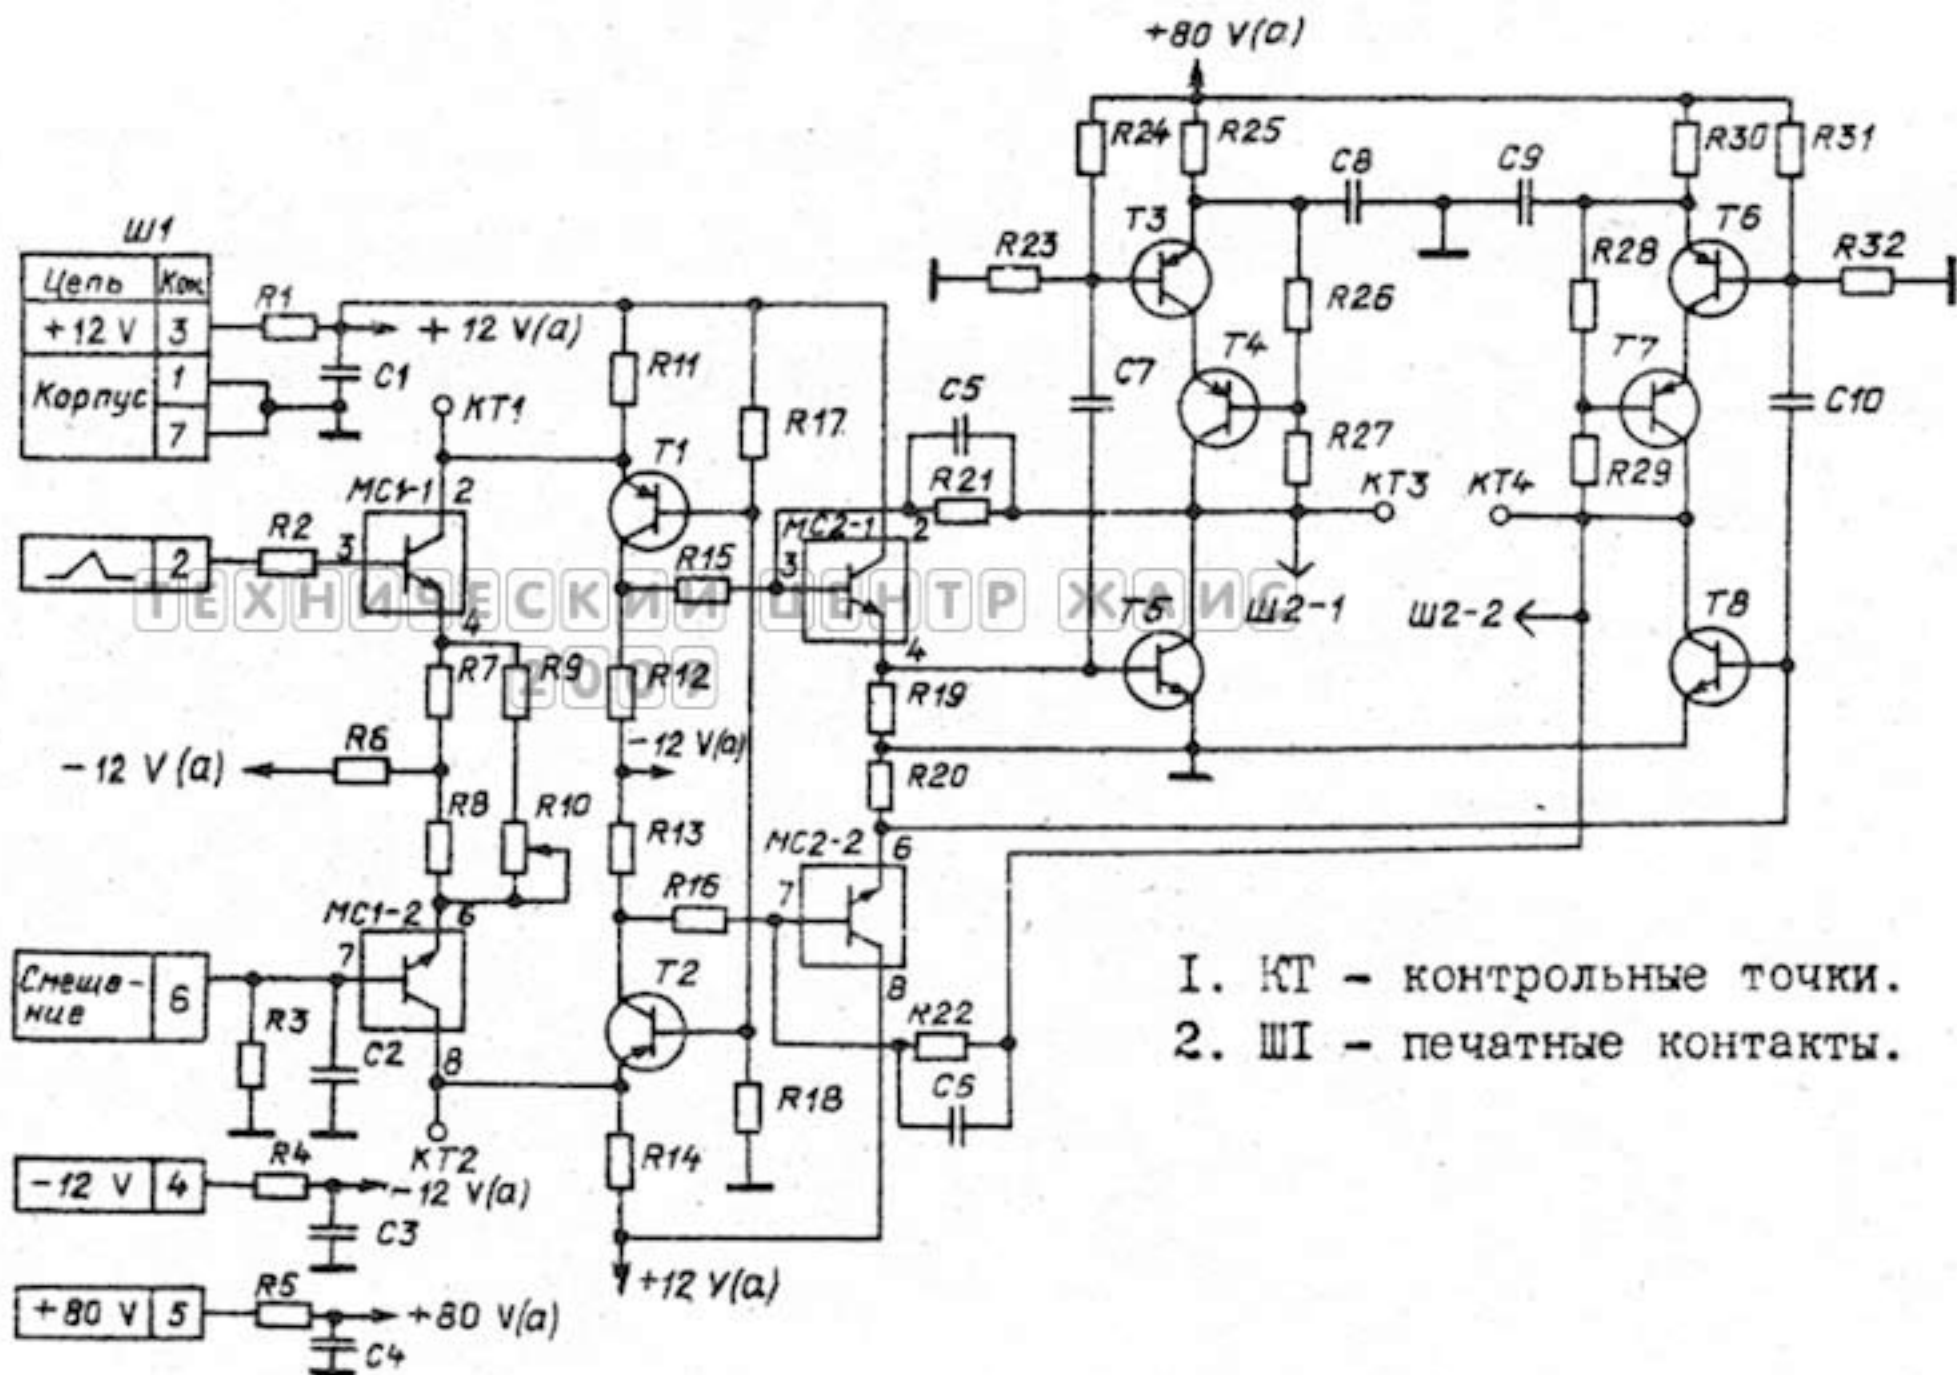 +80 V(a)
R24
R25
R30
R31
C8
C9
T3
T6
R23
R28
R32
R26
Ш1
Цепь
Кон
R1
+12 V
3
+12 V(a)
Корпус
1
7
C1
КТ1
R11
R17
C5
C7
T4
T7
C10
R27
R29
T1
R21
КТ3
КТ4
МС1-1
2
МС2-1
2
R2
3
2
R15
3
ТЕХНИЧЕСКИЙ ЦЕНТР ЖАИС
2007
4
T5
Ш2-1
Ш2-2
T8
4
R7
R9
R12
R19
-12 V(a)
R6
-12 V(a)
R20
R8
R10
R13
МС2-2
6
R16
7
МС1-2
6
Смеще-
ние
6
7
T2
8
R3
R22
C2
8
C6
R18
1. КТ – контрольные точки.
2. Ш1 – печатные контакты.
R4
КТ2
R14
-12 V
4
-12 V(a)
C3
R5
+12 V(a)
+80 V
5
+80 V(a)
C4